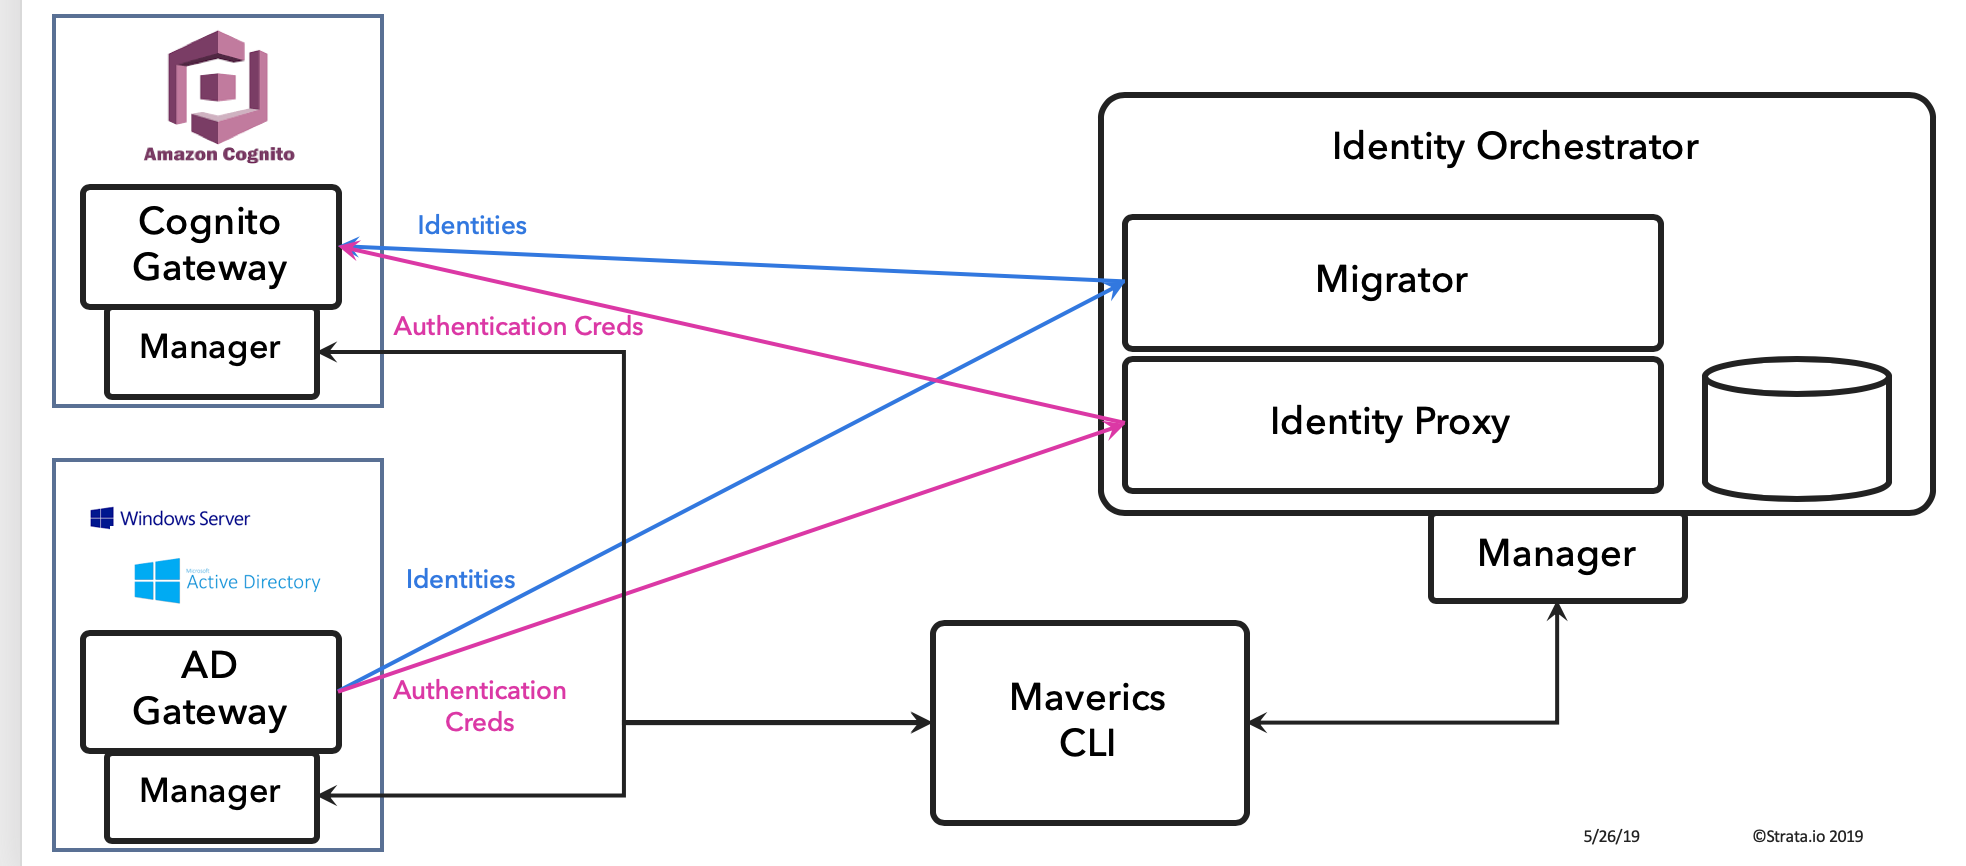 Amazon Cognito
Cognito
Gateway
Manager
Identities
Authentication Creds
Identity Orchestrator
Migrator
Identity Proxy
Manager
Windows Server
Microsoft
Active Directory
AD
Gateway
Manager
Identities
Authentication
Creds
Maverics
CLI
5/26/19
©Strata.io 2019